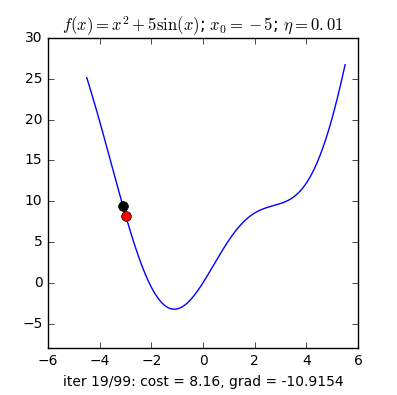 f(x) = x² + 5sin(x); x₀ = −5; η = 0.01
30
25
20
15
10
5
0
−5
−6 −4 −2 0 2 4 6
iter 19/99: cost = 8.16, grad = -10.9154